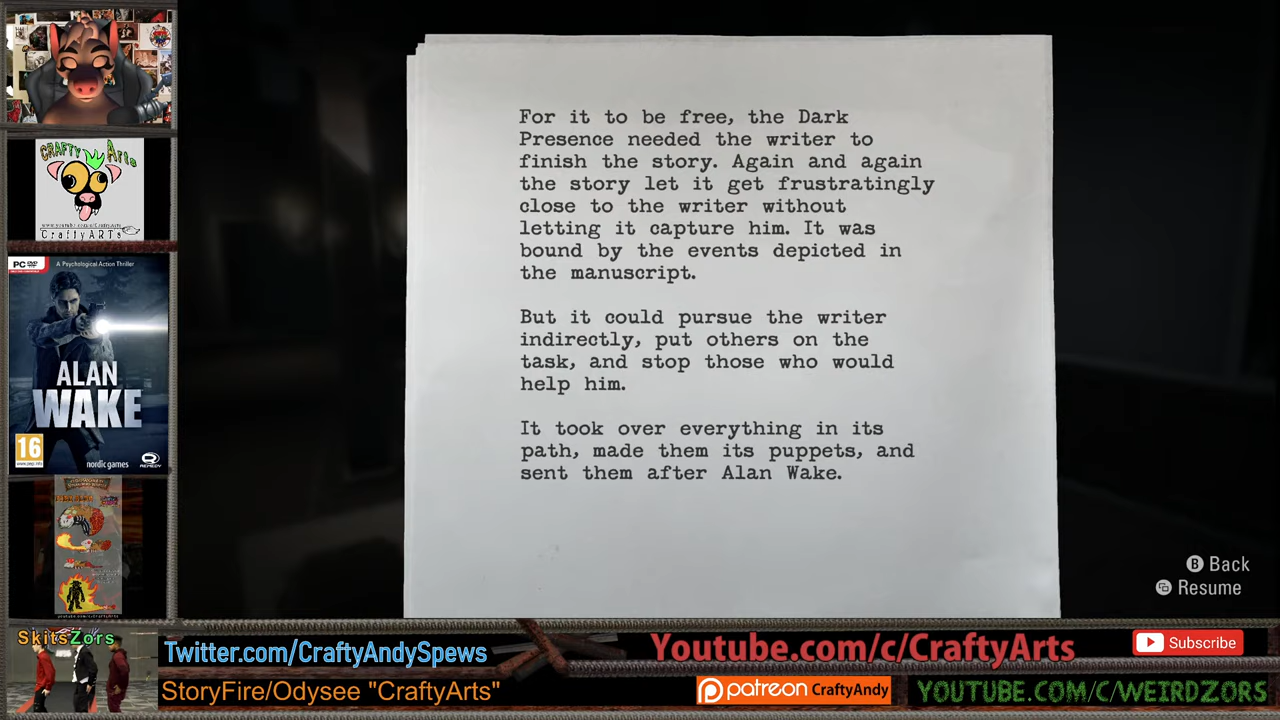 CRAFTY Arts
CraftyARTs
PC DVD
A Psychological Action Thriller
ALAN
WAKE
16
nordic games
REMEDY
For it to be free, the Dark
Presence needed the writer to
finish the story. Again and again
the story let it get frustratingly
close to the writer without
letting it capture him. It was
bound by the events depicted in
the manuscript.
But it could pursue the writer
indirectly, put others on the
task, and stop those who would
help him.
It took over everything in its
path, made them its puppets, and
sent them after Alan Wake.
B Back
Resume
SkitsZors
Twitter.com/CraftyAndySpews
StoryFire/Odysee "CraftyArts"
Youtube.com/c/CraftyArts
Subscribe
patreon CraftyAndy
YOUTUBE.COM/C/WEIRDZORS